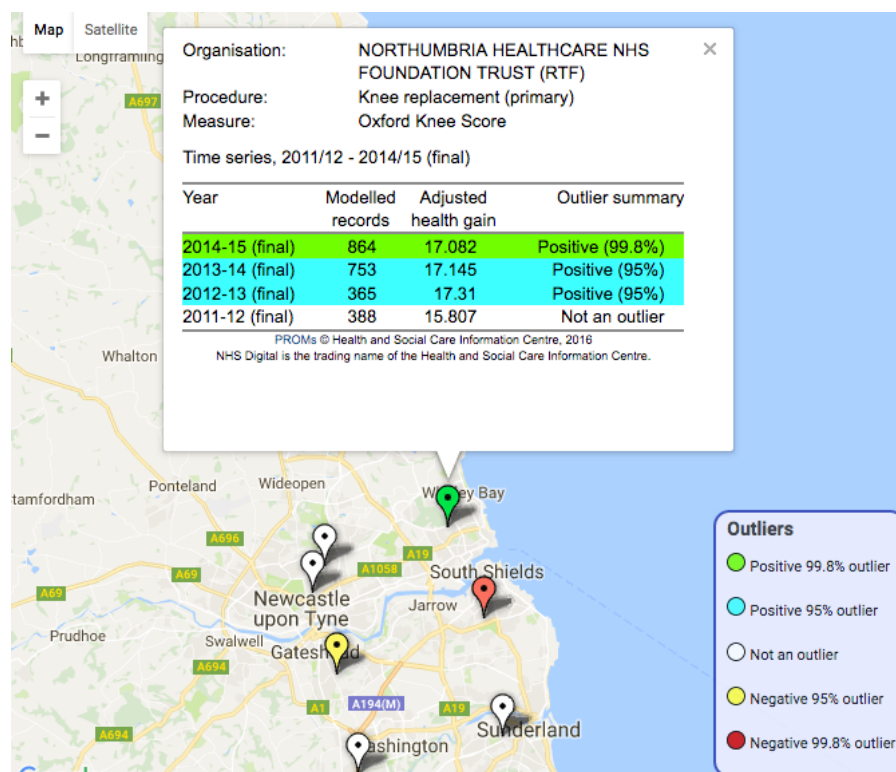 Map Satellite
Longframling
A697
Organisation: NORTHUMBRIA HEALTHCARE NHS
FOUNDATION TRUST (RTF)
Procedure: Knee replacement (primary)
Measure: Oxford Knee Score
Time series, 2011/12 - 2014/15 (final)
Year Modelled Adjusted Outlier summary
records health gain
2014-15 (final) 864 17.082 Positive (99.8%)
2013-14 (final) 753 17.145 Positive (95%)
2012-13 (final) 365 17.31 Positive (95%)
2011-12 (final) 388 15.807 Not an outlier
PROMs © Health and Social Care Information Centre, 2016
NHS Digital is the trading name of the Health and Social Care Information Centre.
Whalton
tamfordham
Ponteland Wideopen
A696
A19
A1058
South Shields
A69
A69
Newcastle
upon Tyne
Jarrow
Prudhoe
Swalwell
A694
A194(M)
A1
A19
A694
Sunderland
ashington
Outliers
Positive 99.8% outlier
Positive 95% outlier
Not an outlier
Negative 95% outlier
Negative 99.8% outlier